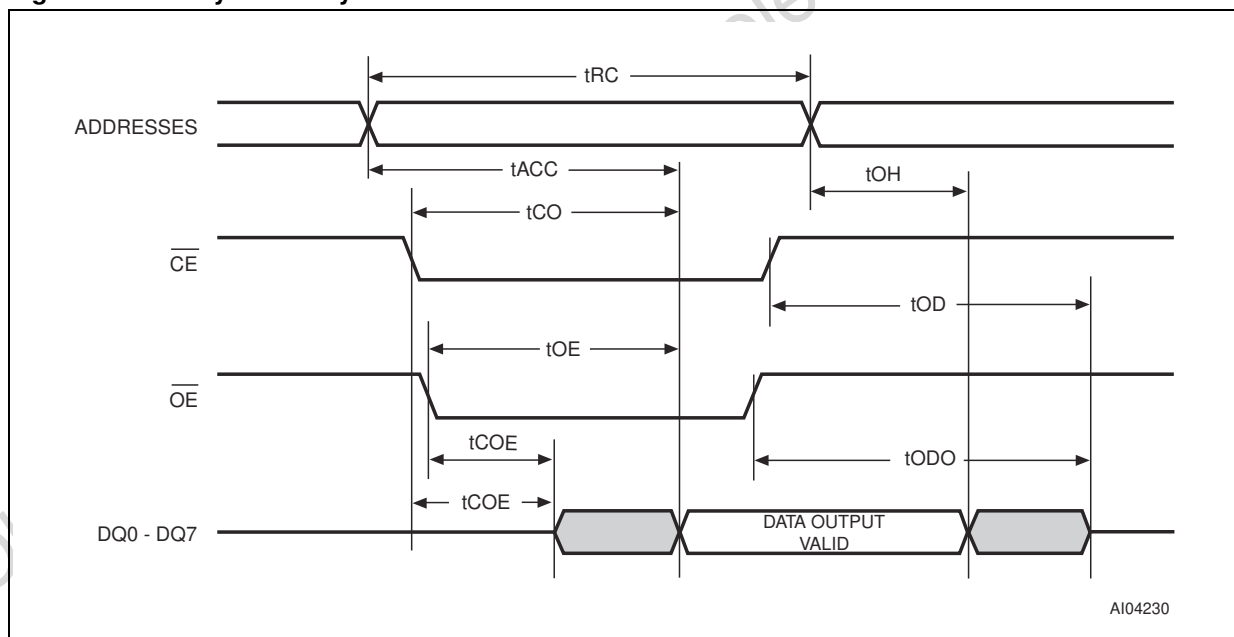 tRC
ADDRESSES
tACC
tOH
tCO
CE
tOD
tOE
OE
tCOE
tODO
tCOE
DQ0 - DQ7
DATA OUTPUT
VALID
AI04230